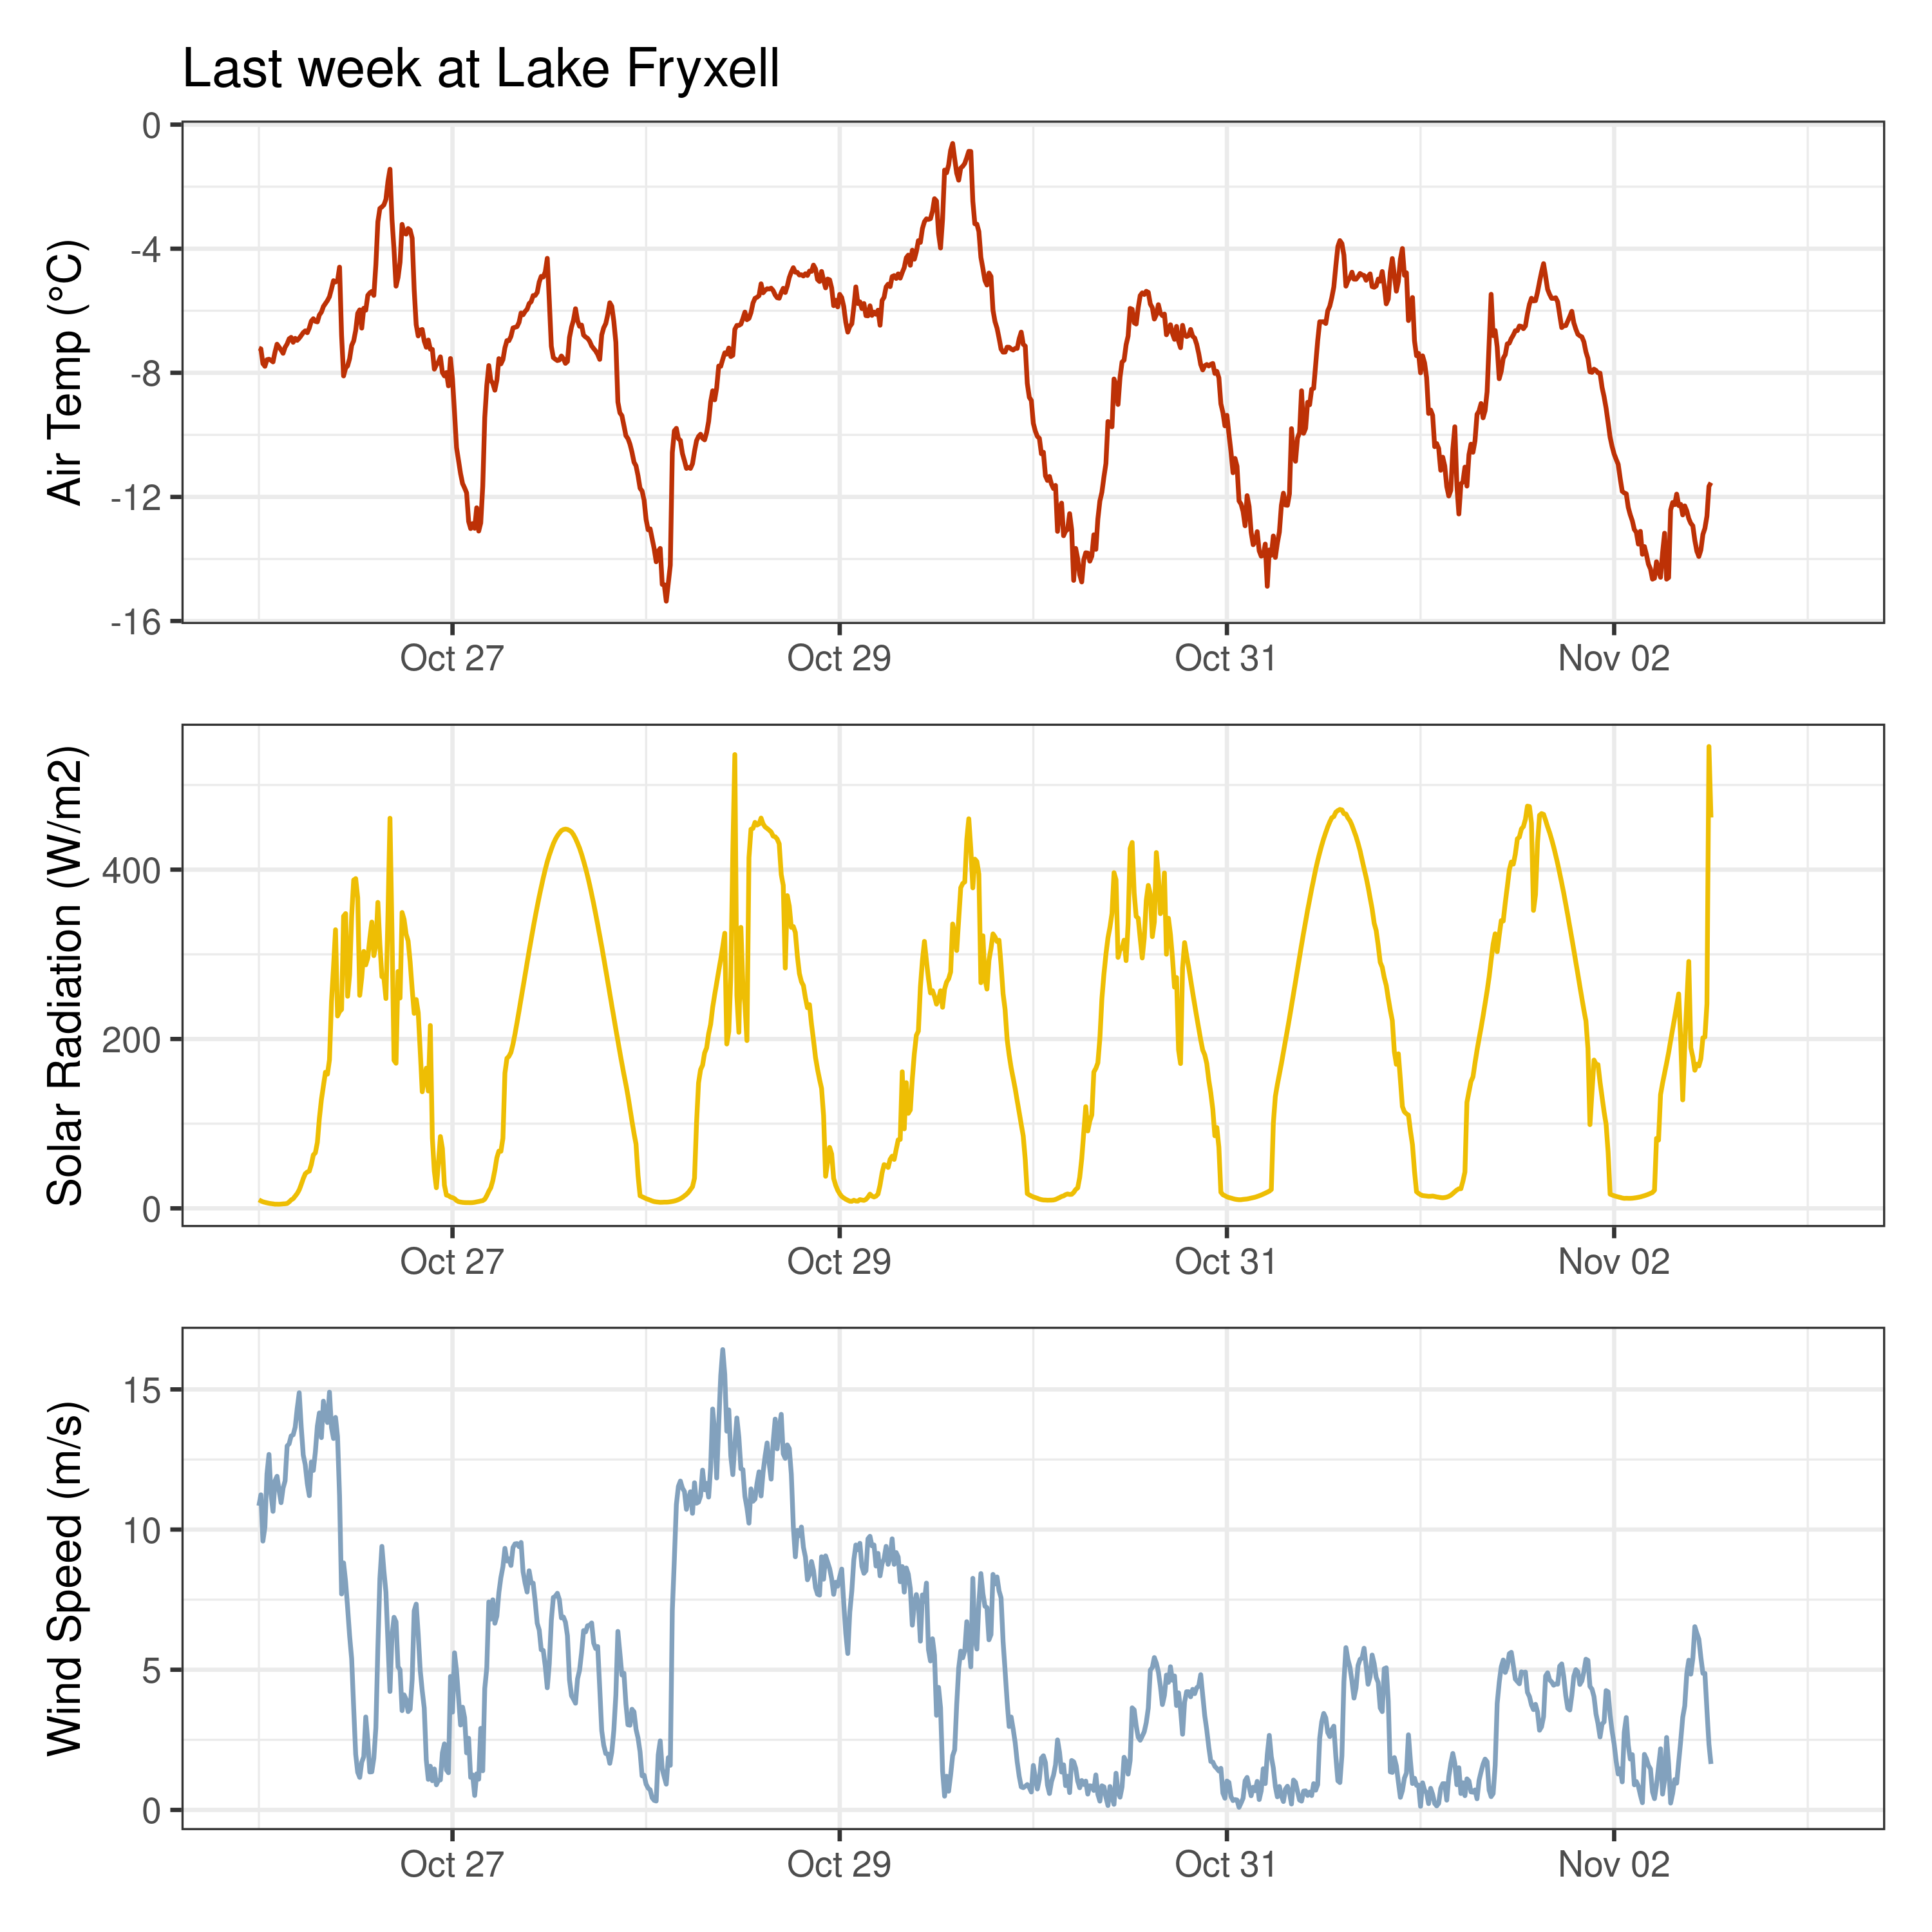 Last week at Lake Fryxell
Air Temp (°C)
0
-4
-8
-12
-16
Oct 27 Oct 29 Oct 31 Nov 02
Solar Radiation (W/m2)
400
200
0
Oct 27 Oct 29 Oct 31 Nov 02
Wind Speed (m/s)
15
10
5
0
Oct 27 Oct 29 Oct 31 Nov 02